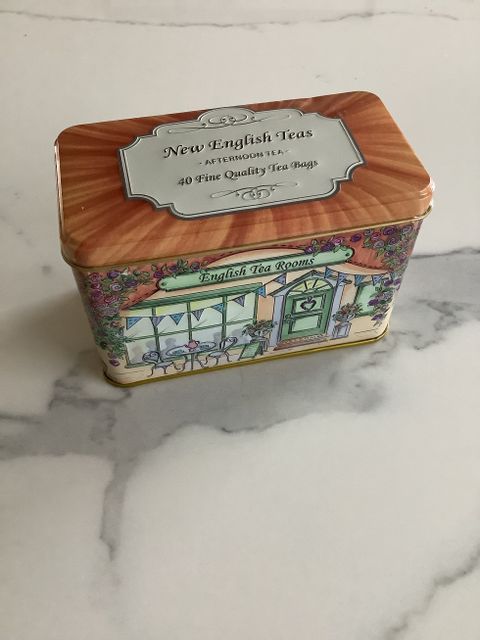 New English Teas
- AFTERNOON TEA -
40 Fine Quality Tea Bags
English Tea Rooms